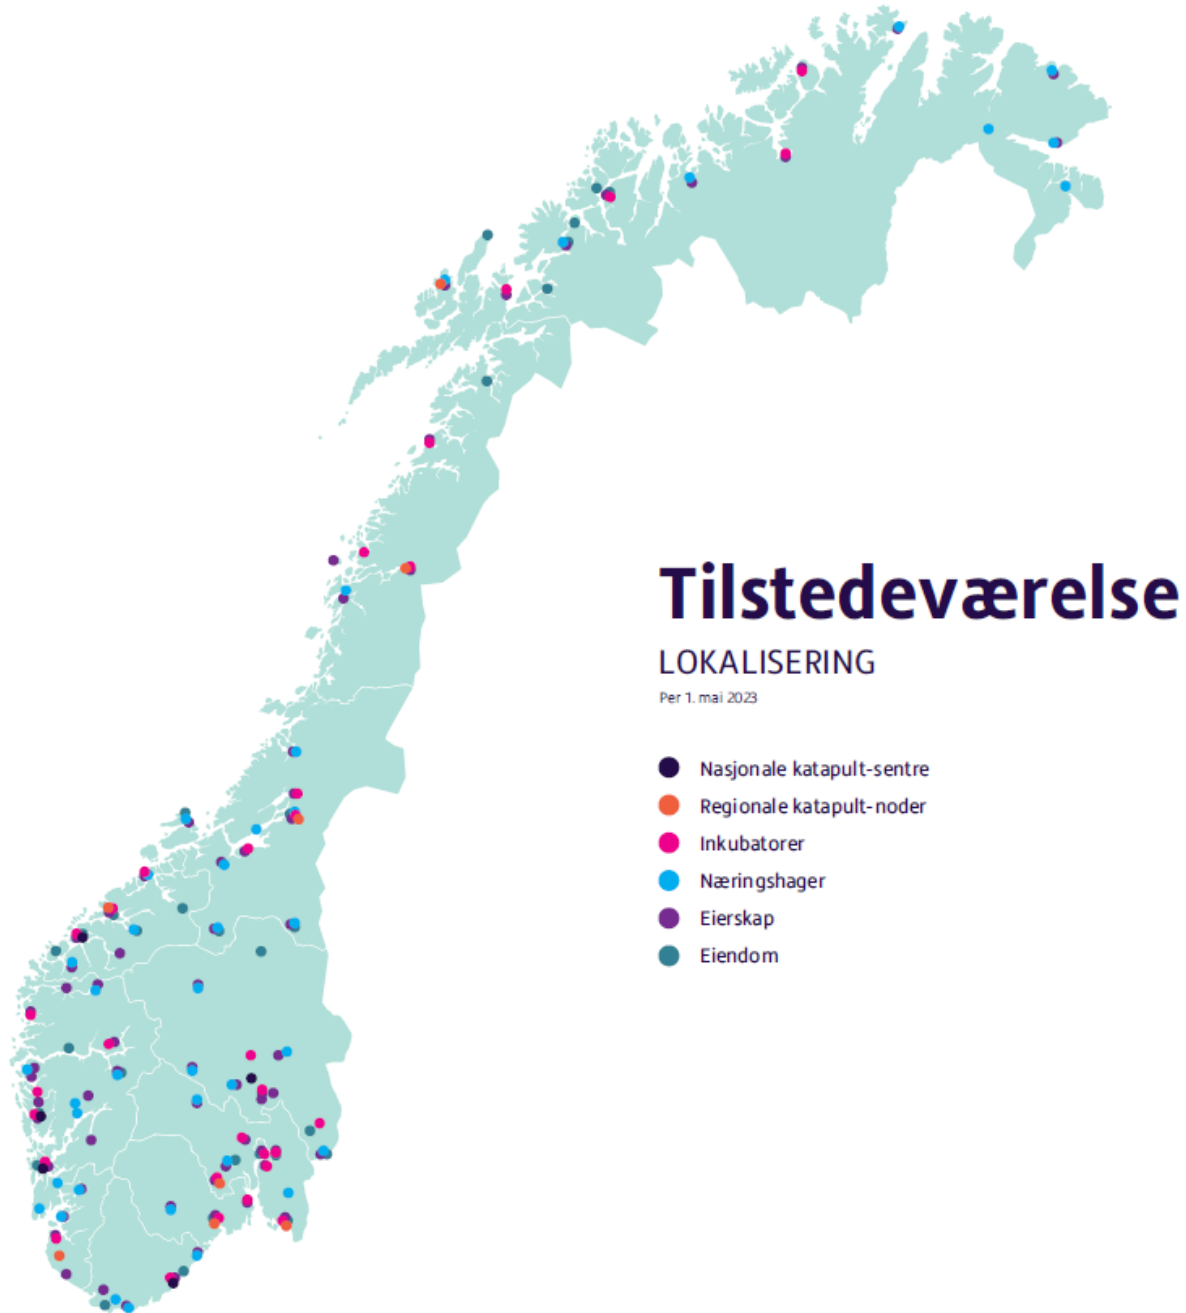 Tilstedeværelse
LOKALISERING
Per 1. mai 2023
Nasjonale katapult-sentre
Regionale katapult-noder
Inkubatorer
Næringshager
Eierskap
Eiendom